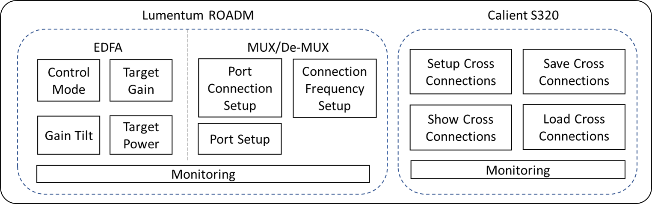 Lumentum ROADM
EDFA
Control
Mode
Target
Gain
Gain Tilt
Target
Power
MUX/De-MUX
Port
Connection
Setup
Connection
Frequency
Setup
Port Setup
Monitoring
Calient S320
Setup Cross
Connections
Save Cross
Connections
Show Cross
Connections
Load Cross
Connections
Monitoring